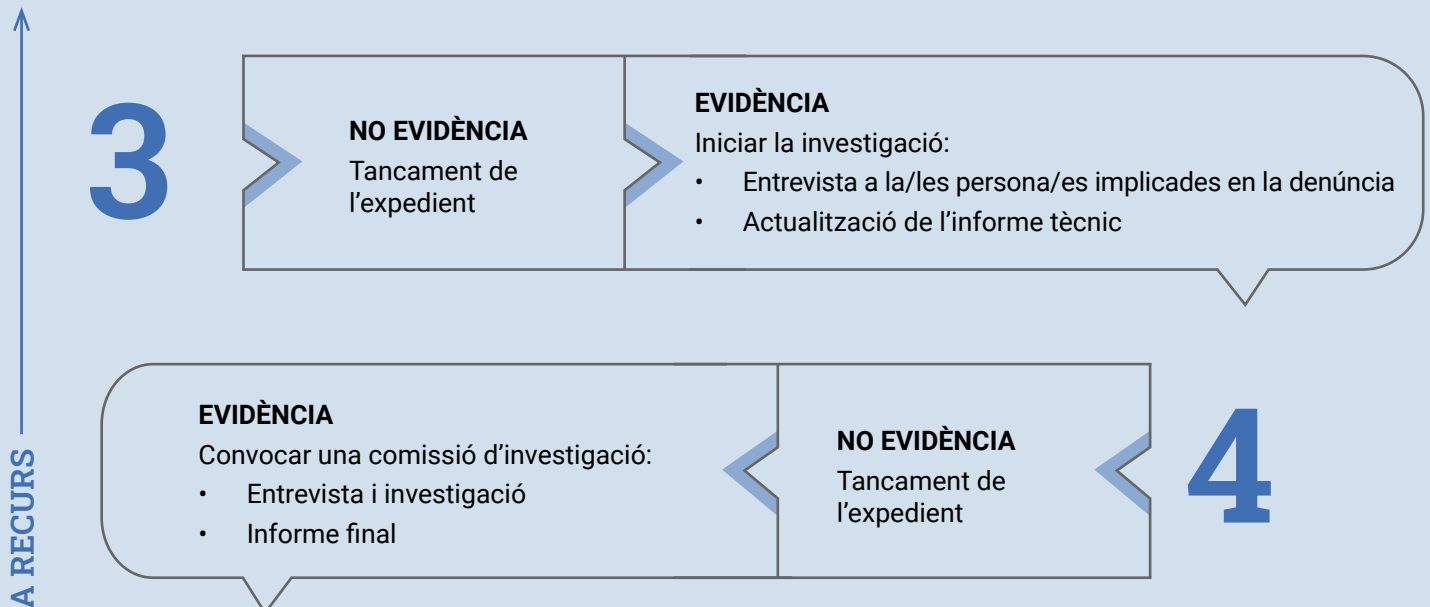 3
NO EVIDÈNCIA
Tancament de
l’expedient
EVIDÈNCIA
Iniciar la investigació:
• Entrevista a la/les persona/es implicades en la denúncia
• Actualització de l’informe tècnic
EVIDÈNCIA
Convocar una comissió d’investigació:
• Entrevista i investigació
• Informe final
NO EVIDÈNCIA
Tancament de
l’expedient
4
A RECURS